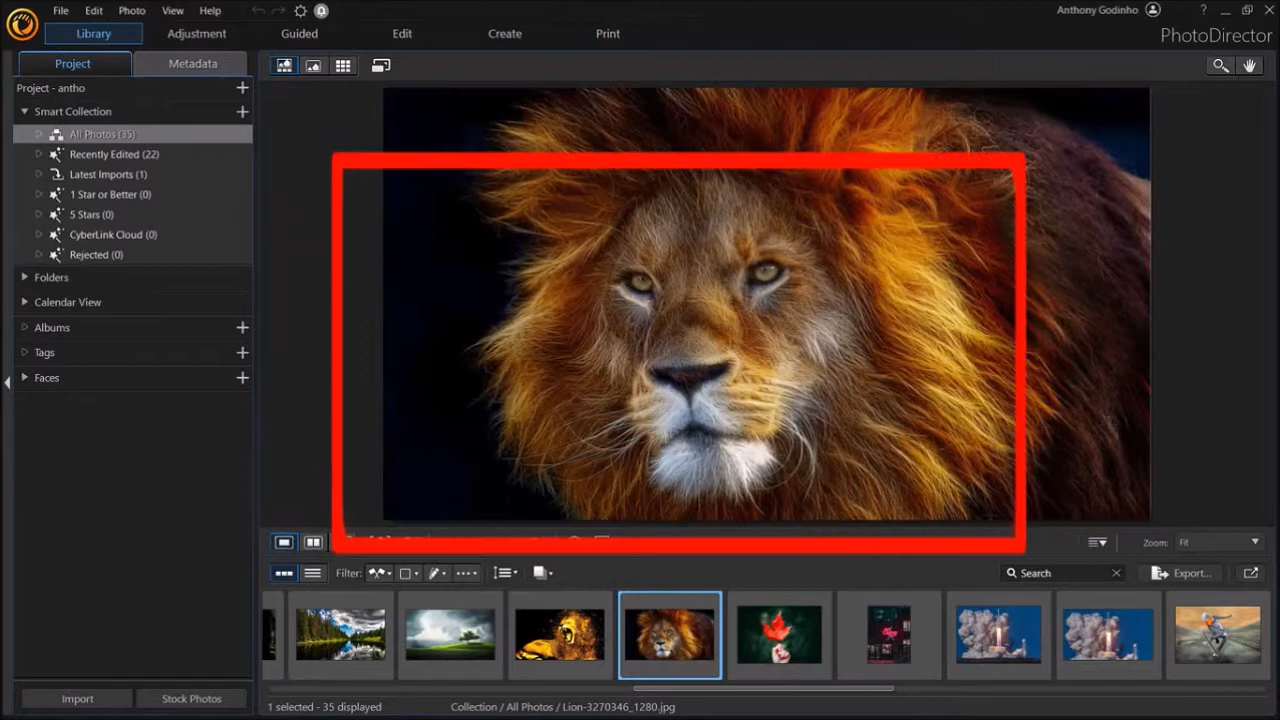 File Edit Photo View Help
Anthony Godinho
?
Library Adjustment Guided Edit Create Print
PhotoDirector
Project Metadata
Project - antho
Smart Collection
All Photos (35)
Recently Edited (22)
Latest Imports (1)
1 Star or Better (0)
5 Stars (0)
CyberLink Cloud (0)
Rejected (0)
Folders
Calendar View
Albums
Tags
Faces
Zoom: Fit
Filter:
Search
Export...
Import Stock Photos
1 selected - 35 displayed
Collection / All Photos / Lion-3270346_1280.jpg